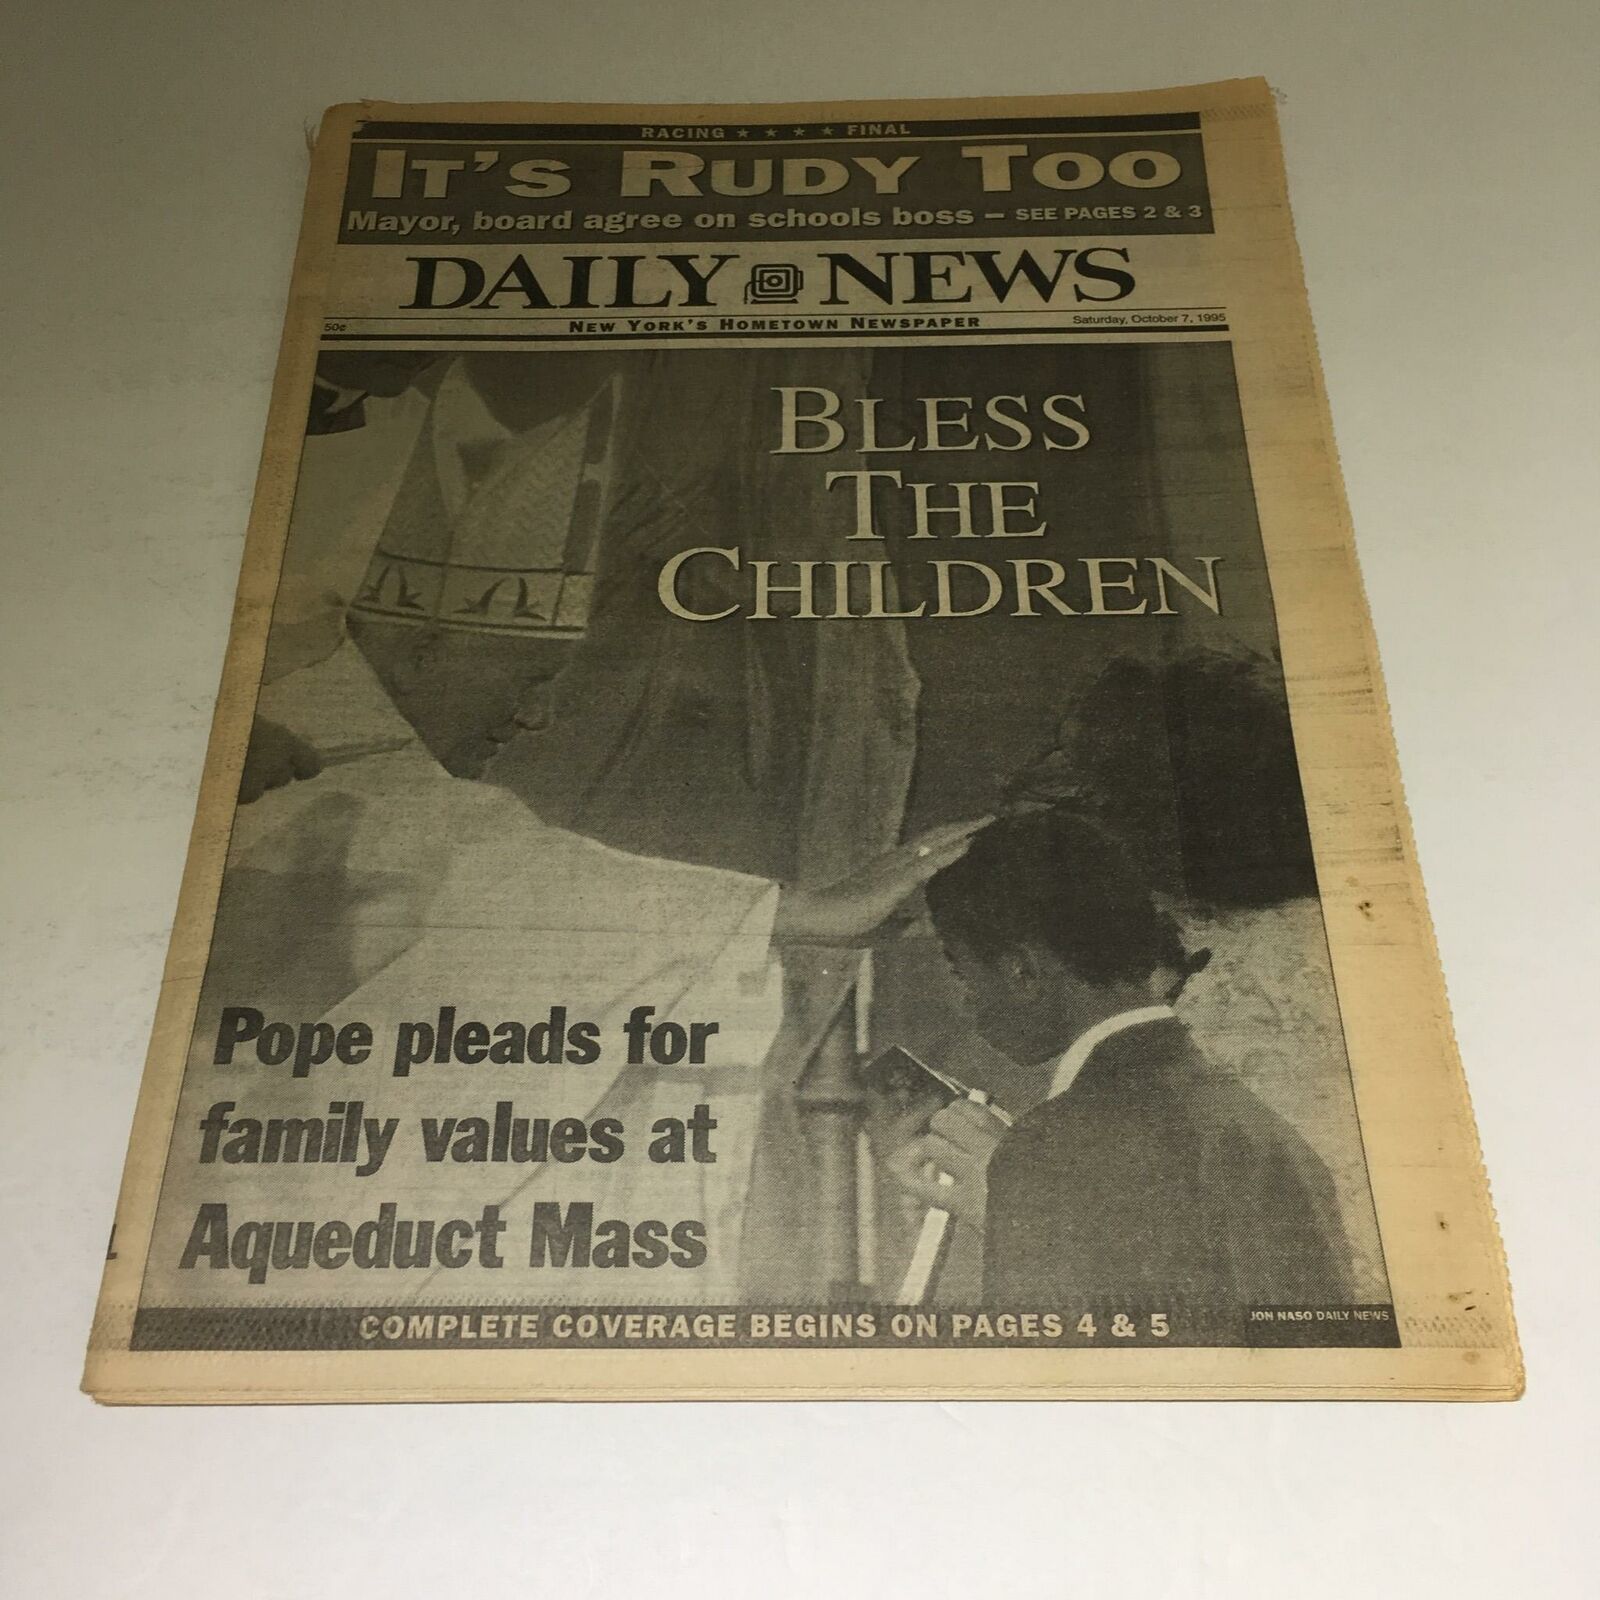 RACING ★ ★ ★ ★ FINAL
IT'S RUDY TOO
Mayor, board agree on schools boss – SEE PAGES 2 & 3
DAILY NEWS
50¢ NEW YORK'S HOMETOWN NEWSPAPER Saturday, October 7, 1995
BLESS
THE
CHILDREN
Pope pleads for
family values at
Aqueduct Mass
COMPLETE COVERAGE BEGINS ON PAGES 4 & 5
JON NASO DAILY NEWS